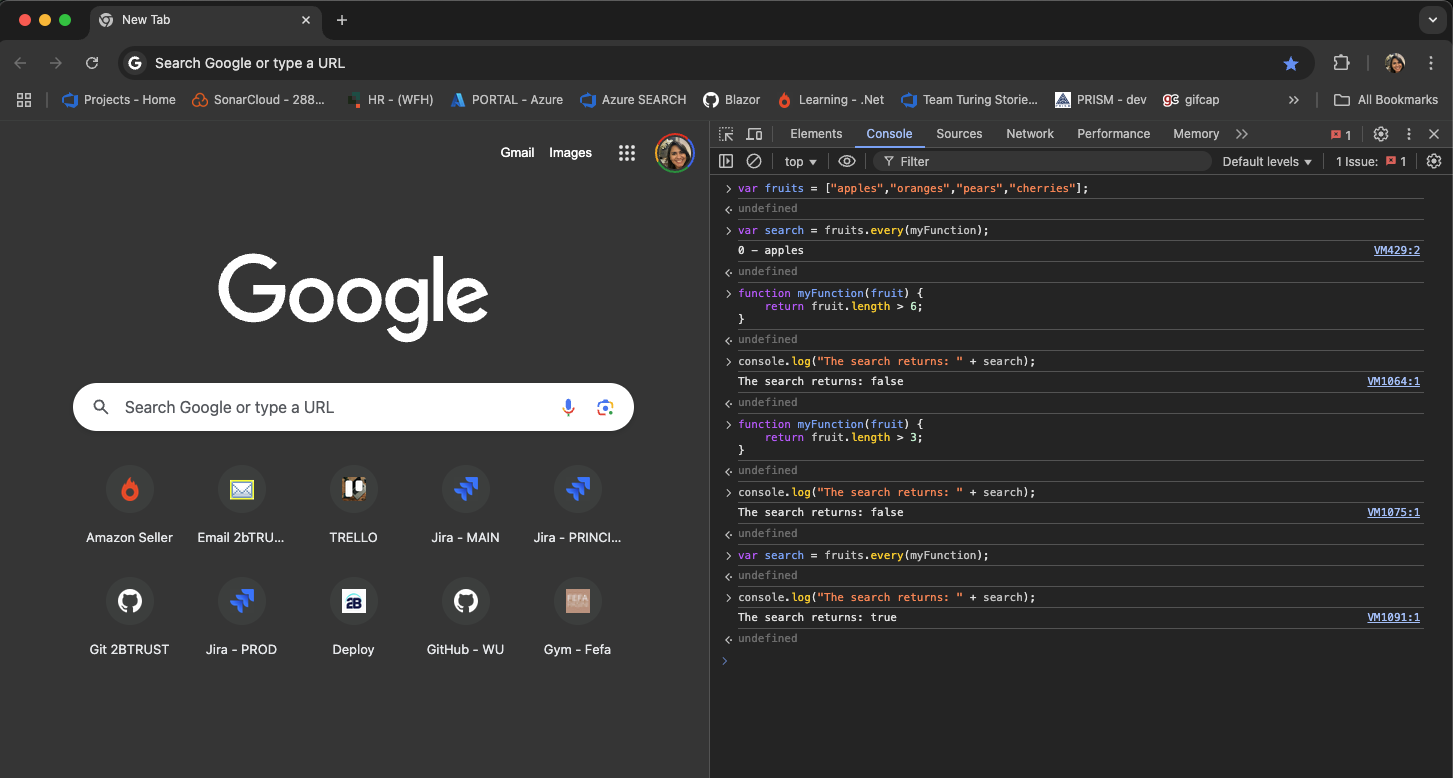 New Tab
Search Google or type a URL
Projects - Home
SonarCloud - 288...
HR - (WFH)
PORTAL - Azure
Azure SEARCH
Blazor
Learning - .Net
Team Turing Storie...
PRISM - dev
gc gifcap
All Bookmarks
Gmail
Images
Google
Search Google or type a URL
Amazon Seller
Email 2bTRU...
TRELLO
Jira - MAIN
Jira - PRINCI...
2B
FEFA
Git 2BTRUST
Jira - PROD
Deploy
GitHub - WU
Gym - Fefa
Elements
Console
Sources
Network
Performance
Memory
1
top
Filter
Default levels
1 Issue:
1
var fruits = ["apples","oranges","pears","cherries"];
undefined
var search = fruits.every(myFunction);
0 – apples
VM429:2
undefined
function myFunction(fruit) {
return fruit.length > 6;
}
undefined
console.log("The search returns: " + search);
The search returns: false
VM1064:1
undefined
function myFunction(fruit) {
return fruit.length > 3;
}
undefined
console.log("The search returns: " + search);
The search returns: false
VM1075:1
undefined
var search = fruits.every(myFunction);
undefined
console.log("The search returns: " + search);
The search returns: true
VM1091:1
undefined